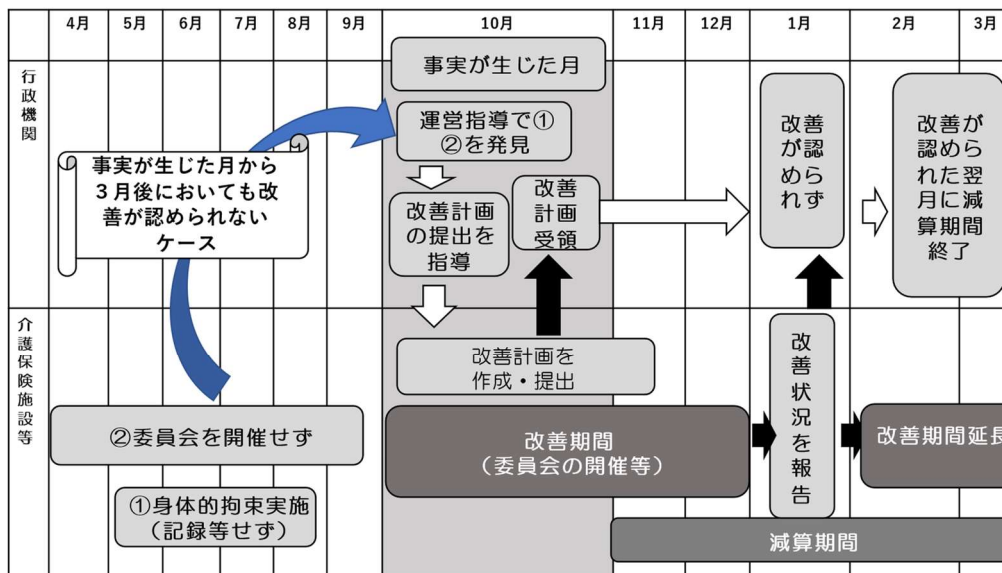 4月 5月 6月 7月 8月 9月 10月 11月 12月 1月 2月 3月
行政機関
事実が生じた月
運営指導で①
②を発見
事実が生じた月から
３月後においても改
善が認められない
ケース
改善計画
の提出を
指導
改善
計画
受領
改善
が認
めら
れず
改善が
認めら
れた翌
月に減
算期間
終了
介護保険施設等
改善計画を
作成・提出
②委員会を開催せず
改善期間
（委員会の開催等）
改善状況を報告
改善期間延長
①身体的拘束実施
（記録等せず）
減算期間